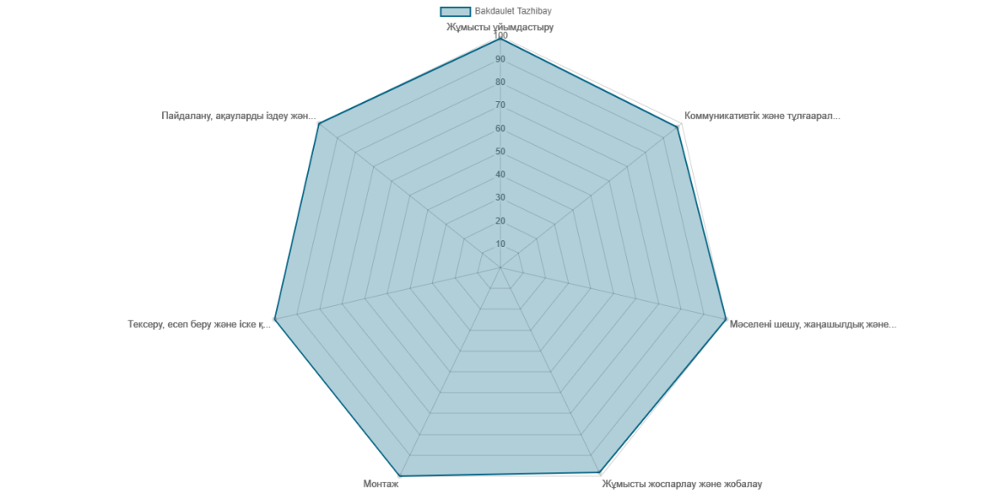 Bakdaulet Tazhibay
Жұмысты ұйымдастыру
100
90
80
70
60
50
40
30
20
10
Пайдалану, ақауларды іздеу жән...
Коммуникативтік және тұлғаарал...
Тексеру, есеп беру және іске қ...
Мәселені шешу, жаңашылдық және...
Монтаж
Жұмысты жоспарлау және жобалау